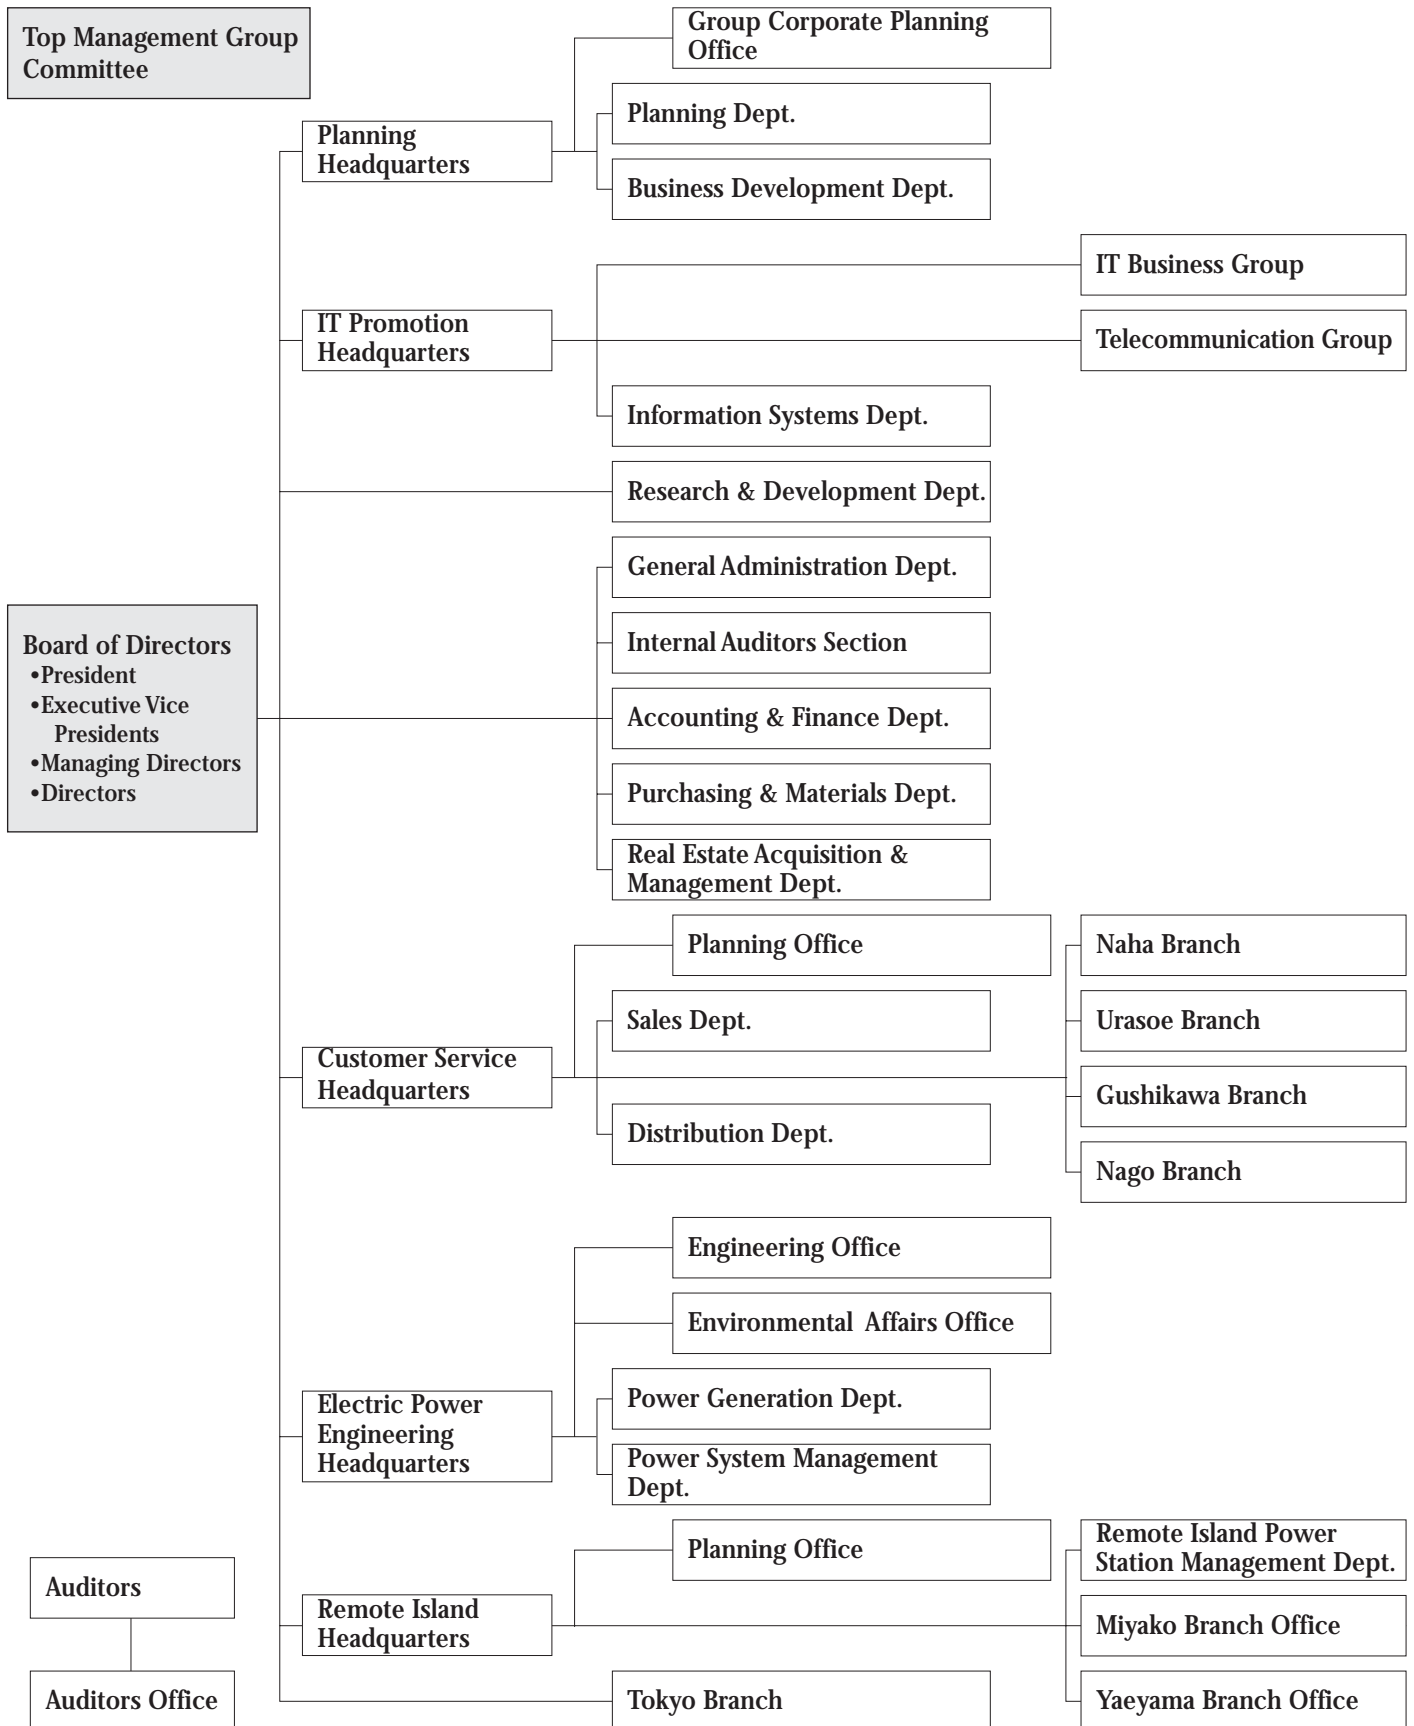 Top Management Group
Committee
Group Corporate Planning
Office
Planning
Headquarters
Planning Dept.
Business Development Dept.
IT Promotion
Headquarters
IT Business Group
Telecommunication Group
Information Systems Dept.
Research & Development Dept.
Board of Directors
•President
•Executive Vice
Presidents
•Managing Directors
•Directors
General Administration Dept.
Internal Auditors Section
Accounting & Finance Dept.
Purchasing & Materials Dept.
Real Estate Acquisition &
Management Dept.
Customer Service
Headquarters
Planning Office
Sales Dept.
Distribution Dept.
Naha Branch
Urasoe Branch
Gushikawa Branch
Nago Branch
Electric Power
Engineering
Headquarters
Engineering Office
Environmental Affairs Office
Power Generation Dept.
Power System Management
Dept.
Remote Island
Headquarters
Planning Office
Remote Island Power
Station Management Dept.
Miyako Branch Office
Yaeyama Branch Office
Tokyo Branch
Auditors
Auditors Office